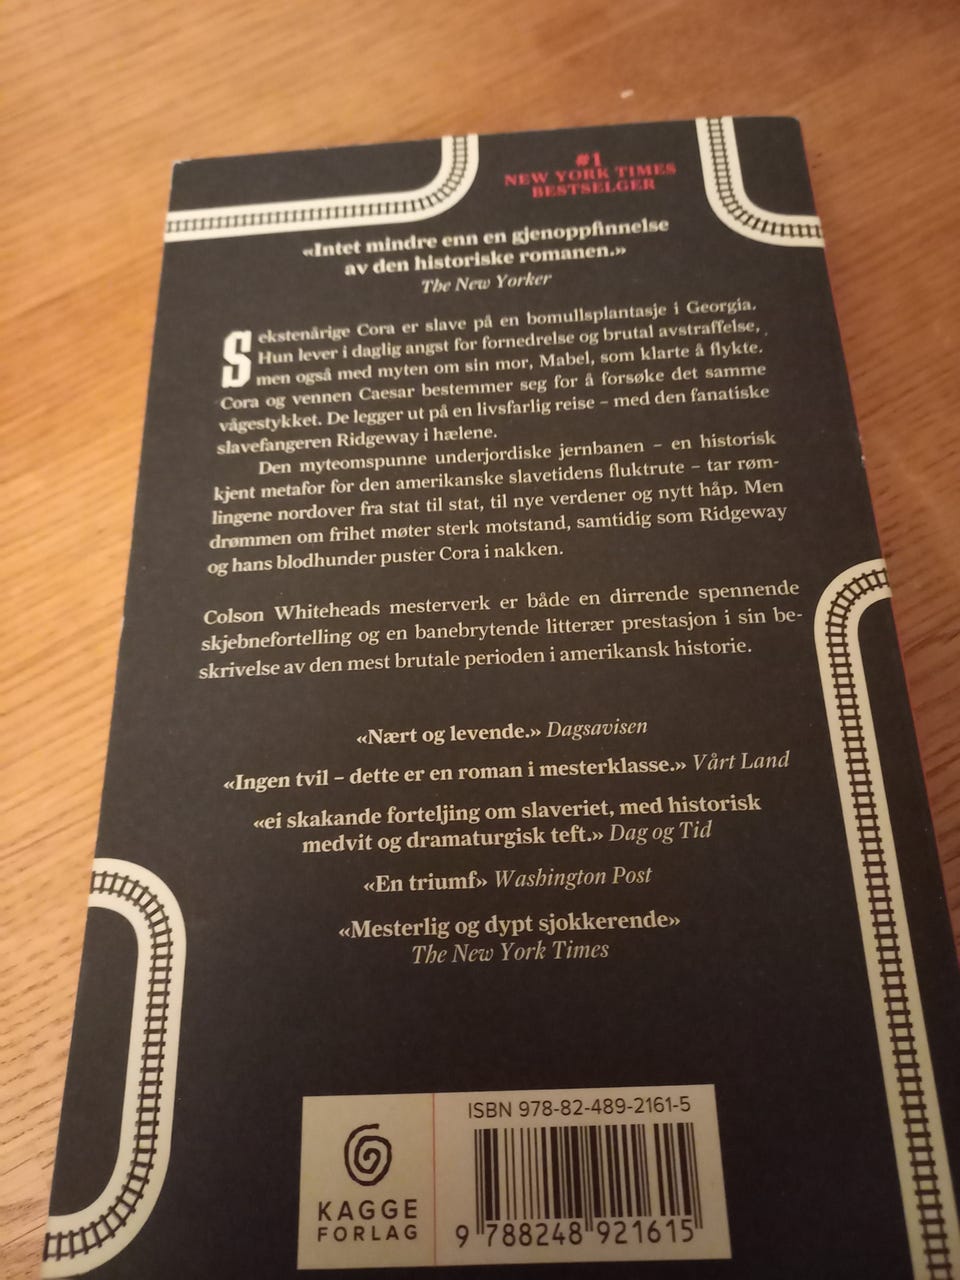 #1
NEW YORK TIMES
BESTSELGER
«Intet mindre enn en gjenoppfinnelse
av den historiske romanen.»
The New Yorker
Sekstenårige Cora er slave på en bomullsplantasje i Georgia.
Hun lever i daglig angst for fornedrelse og brutal avstraffelse,
men også med myten om sin mor, Mabel, som klarte å flykte.
Cora og vennen Caesar bestemmer seg for å forsøke det samme
vågestykket. De legger ut på en livsfarlig reise – med den fanatiske
slavefangeren Ridgeway i hælene.
Den myteomspunne underjordiske jernbanen – en historisk
kjent metafor for den amerikanske slavetidens fluktrute – tar røm-
lingene nordover fra stat til stat, til nye verdener og nytt håp. Men
drømmen om frihet møter sterk motstand, samtidig som Ridgeway
og hans blodhunder puster Cora i nakken.
Colson Whiteheads mesterverk er både en dirrende spennende
skjebnefortelling og en banebrytende litterær prestasjon i sin be-
skrivelse av den mest brutale perioden i amerikansk historie.
«Nært og levende.» Dagsavisen
«Ingen tvil – dette er en roman i mesterklasse.» Vårt Land
«ei skakande forteljing om slaveriet, med historisk
medvit og dramaturgisk teft.» Dag og Tid
«En triumf» Washington Post
«Mesterlig og dypt sjokkerende»
The New York Times
ISBN 978-82-489-2161-5
KAGGE
FORLAG
9 788248 921615